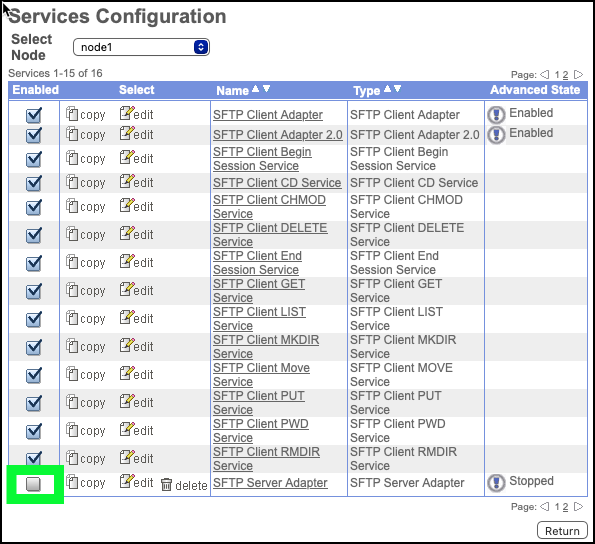 Services Configuration
Select
Node
node1
Services 1-15 of 16
Page: 1 2
Enabled Select Name Type Advanced State
copy edit SFTP Client Adapter SFTP Client Adapter Enabled
copy edit SFTP Client Adapter 2.0 SFTP Client Adapter 2.0 Enabled
copy edit SFTP Client Begin SFTP Client Begin
Session Service Session Service
copy edit SFTP Client CD Service SFTP Client CD Service
copy edit SFTP Client CHMOD SFTP Client CHMOD
Service Service
copy edit SFTP Client DELETE SFTP Client DELETE
Service Service
copy edit SFTP Client End SFTP Client End
Session Service Session Service
copy edit SFTP Client GET SFTP Client GET
Service Service
copy edit SFTP Client LIST SFTP Client LIST
Service Service
copy edit SFTP Client MKDIR SFTP Client MKDIR
Service Service
copy edit SFTP Client Move SFTP Client MOVE
Service Service
copy edit SFTP Client PUT SFTP Client PUT
Service Service
copy edit SFTP Client PWD SFTP Client PWD
Service Service
copy edit SFTP Client RMDIR SFTP Client RMDIR
Service Service
copy edit delete SFTP Server Adapter SFTP Server Adapter Stopped
Page: 1 2
Return